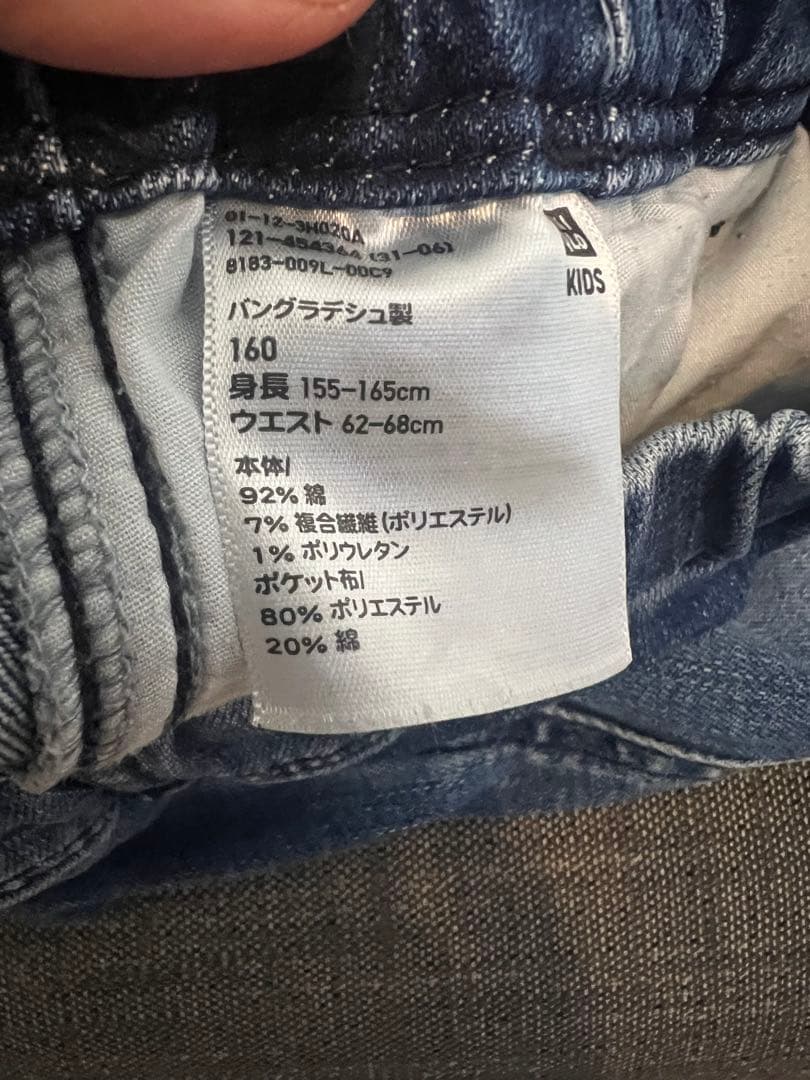 01-12-3H020A
121-454364 (31-06)
8183-009L-00C9
KIDS
バングラデシュ製
160
身長 155-165cm
ウエスト 62-68cm
本体/
92% 綿
7% 複合繊維(ポリエステル)
1% ポリウレタン
ポケット布/
80% ポリエステル
20% 綿